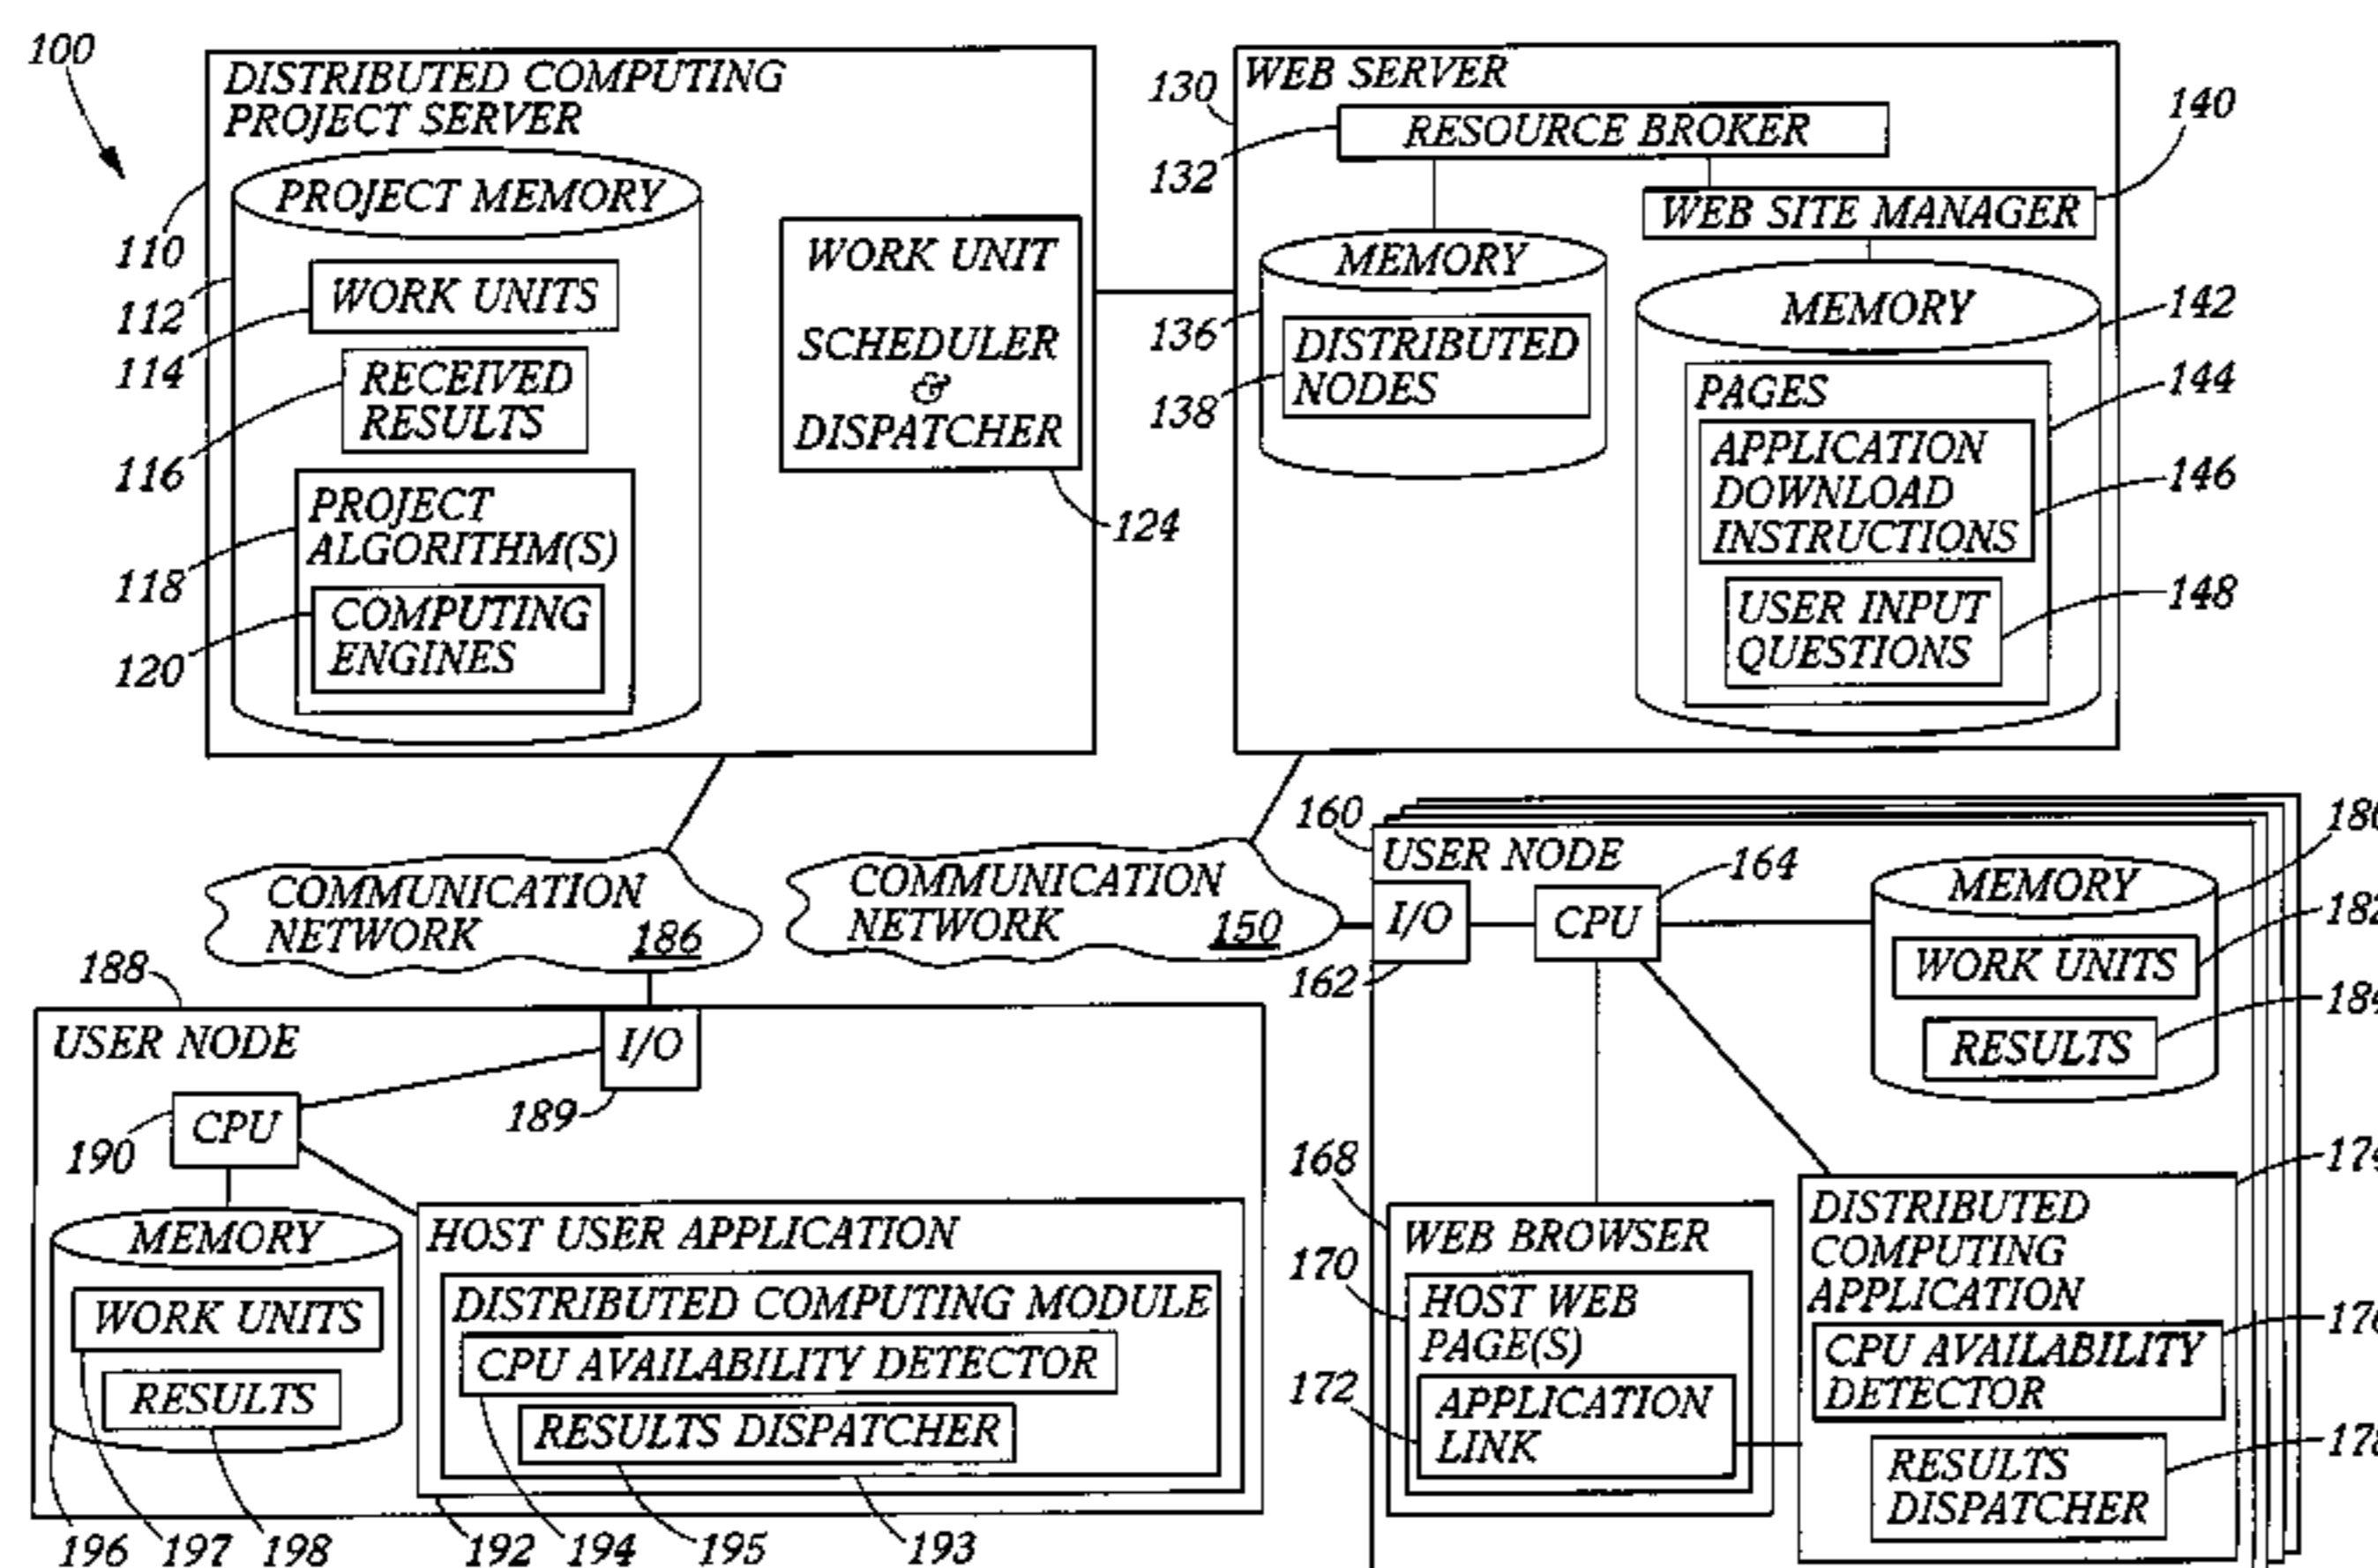 100
DISTRIBUTED COMPUTING
PROJECT SERVER
PROJECT MEMORY
110
112
WORK UNITS
114
RECEIVED
RESULTS
116
PROJECT
ALGORITHM(S)
118
COMPUTING
ENGINES
120
WORK UNIT
SCHEDULER
&
DISPATCHER
124
WEB SERVER
130
RESOURCE BROKER
132
140
WEB SITE MANAGER
MEMORY
136
DISTRIBUTED
NODES
138
MEMORY
142
PAGES
144
APPLICATION
DOWNLOAD
INSTRUCTIONS
146
USER INPUT
QUESTIONS
148
COMMUNICATION
NETWORK
186
COMMUNICATION
NETWORK
150
188
USER NODE
I/O
189
CPU
190
MEMORY
WORK UNITS
RESULTS
HOST USER APPLICATION
DISTRIBUTED COMPUTING MODULE
CPU AVAILABILITY DETECTOR
RESULTS DISPATCHER
196
197
198
192
194
195
193
160
USER NODE
I/O
162
CPU
164
MEMORY
WORK UNITS
182
RESULTS
168
WEB BROWSER
170
HOST WEB
PAGE(S)
172
APPLICATION
LINK
DISTRIBUTED
COMPUTING
APPLICATION
CPU AVAILABILITY
DETECTOR
RESULTS
DISPATCHER